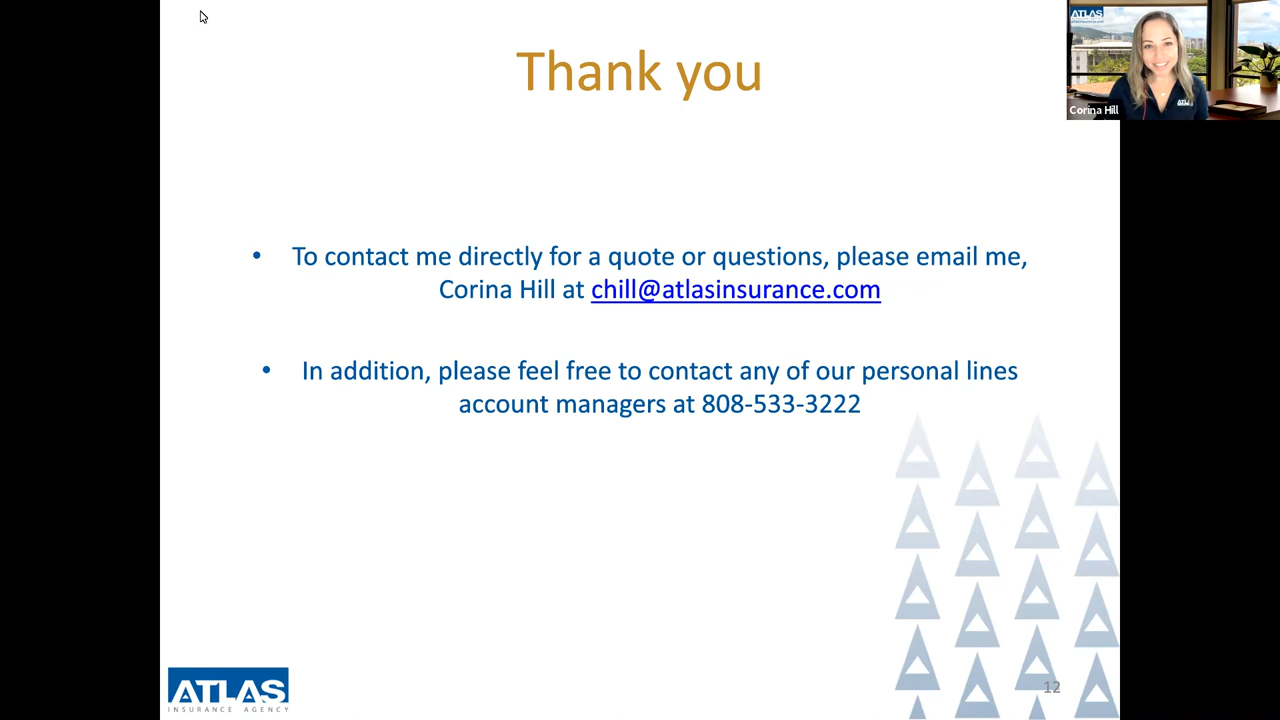 Thank you
ATLAS
Corina Hill
ATLAS
• To contact me directly for a quote or questions, please email me,
Corina Hill at chill@atlasinsurance.com
• In addition, please feel free to contact any of our personal lines
account managers at 808-533-3222
ATLAS
INSURANCE AGENCY
12